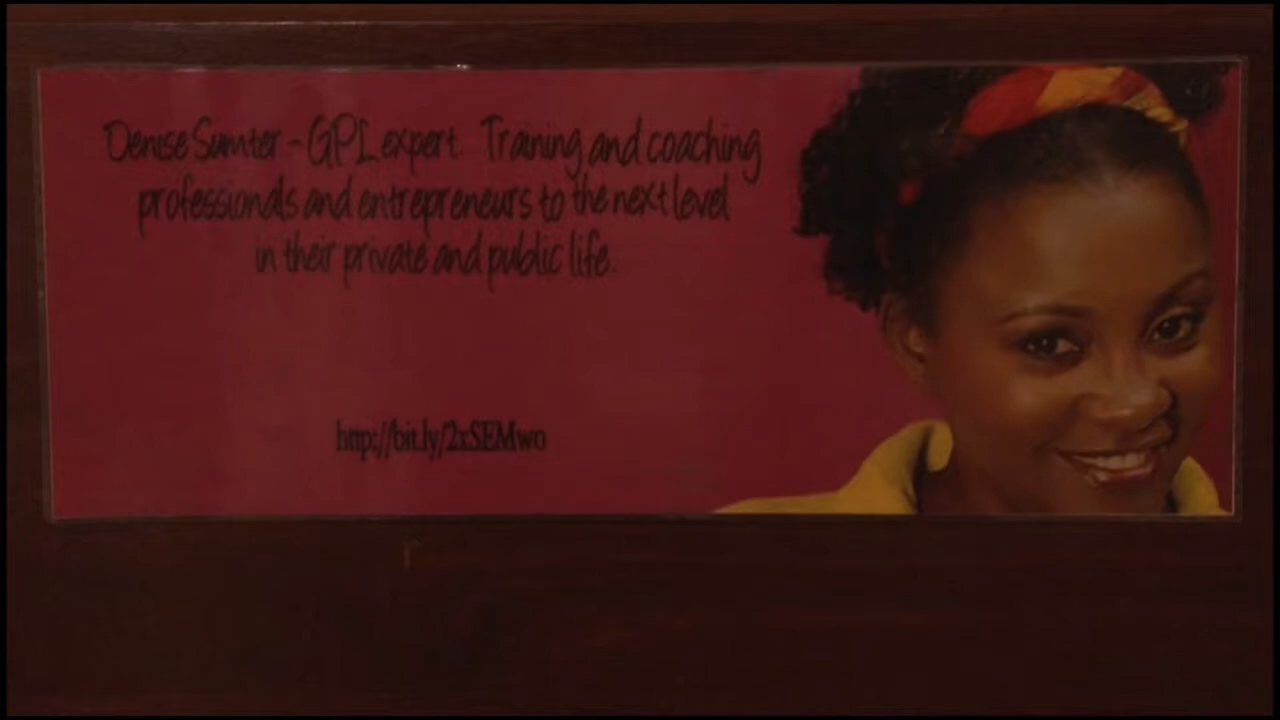 Denise Sumter - GPL expert Training and coaching
professionals and entrepreneurs to the next level
in their private and public life.
http://bit.ly/2xSEMwo